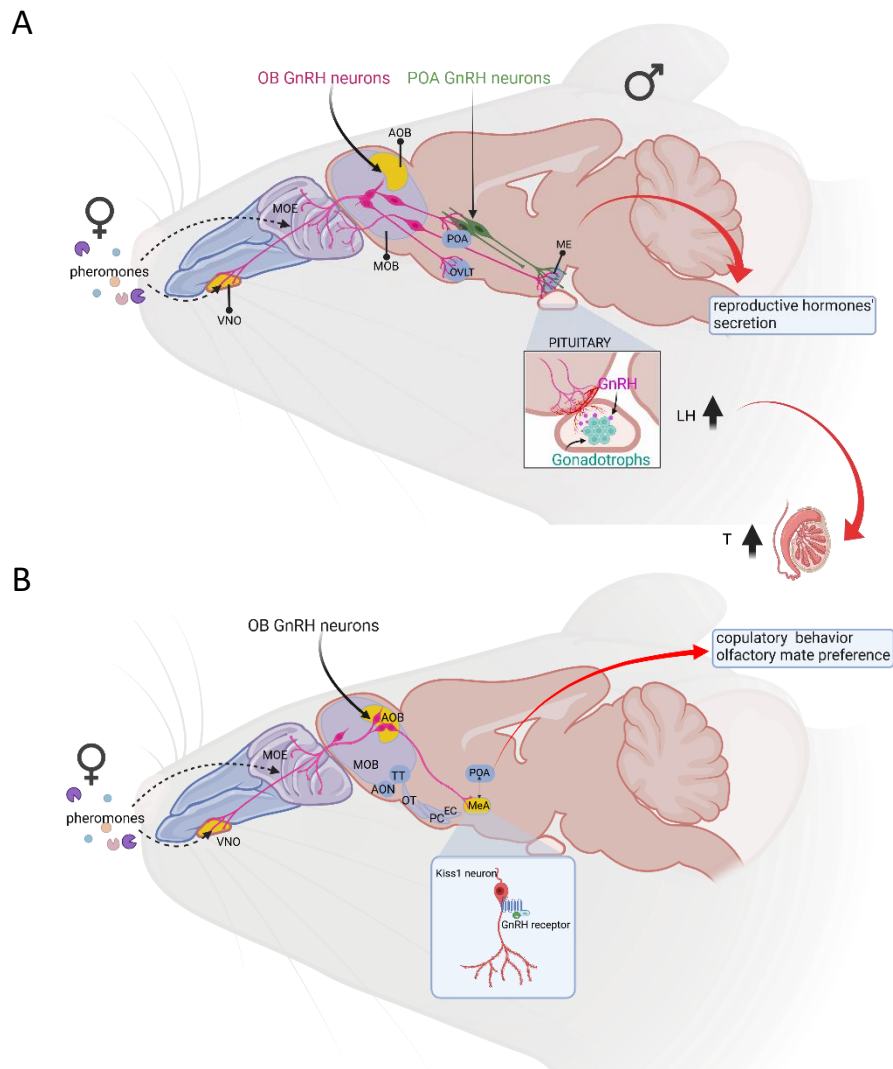 A
OB GnRH neurons
POA GnRH neurons
AOB
MOE
pheromones
POA
ME
MOB
OVLT
VNO
reproductive hormones'
secretion
PITUITARY
GnRH
Gonadotrophs
LH
T
B
OB GnRH neurons
copulatory behavior
olfactory mate preference
AOB
MOE
MOB
TT
POA
AON
OT
MeA
EC
PC
pheromones
VNO
Kiss1 neuron
GnRH receptor